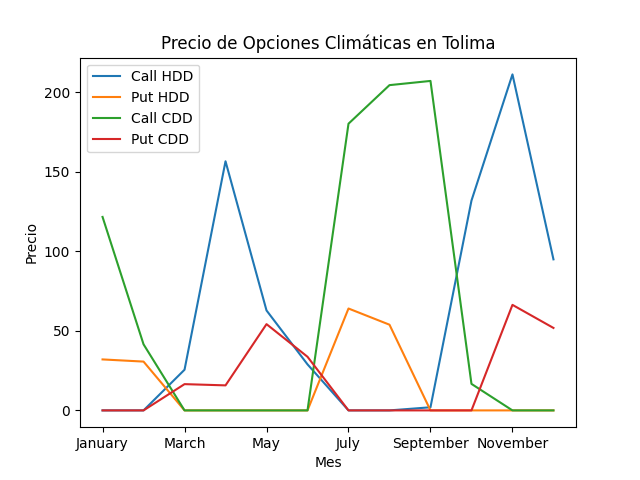 Precio de Opciones Climáticas en Tolima
Call HDD
Put HDD
Call CDD
Put CDD
200
150
100
50
0
Precio
January
March
May
July
September
November
Mes